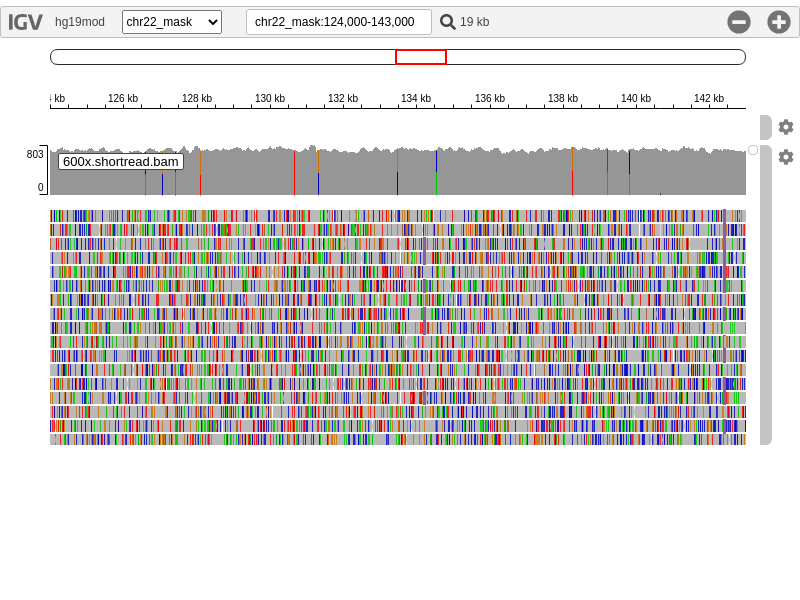 IGV hg19mod chr22_mask chr22_mask:124,000-143,000 19 kb
kb 126 kb 128 kb 130 kb 132 kb 134 kb 136 kb 138 kb 140 kb 142 kb
803
600x.shortread.bam
0